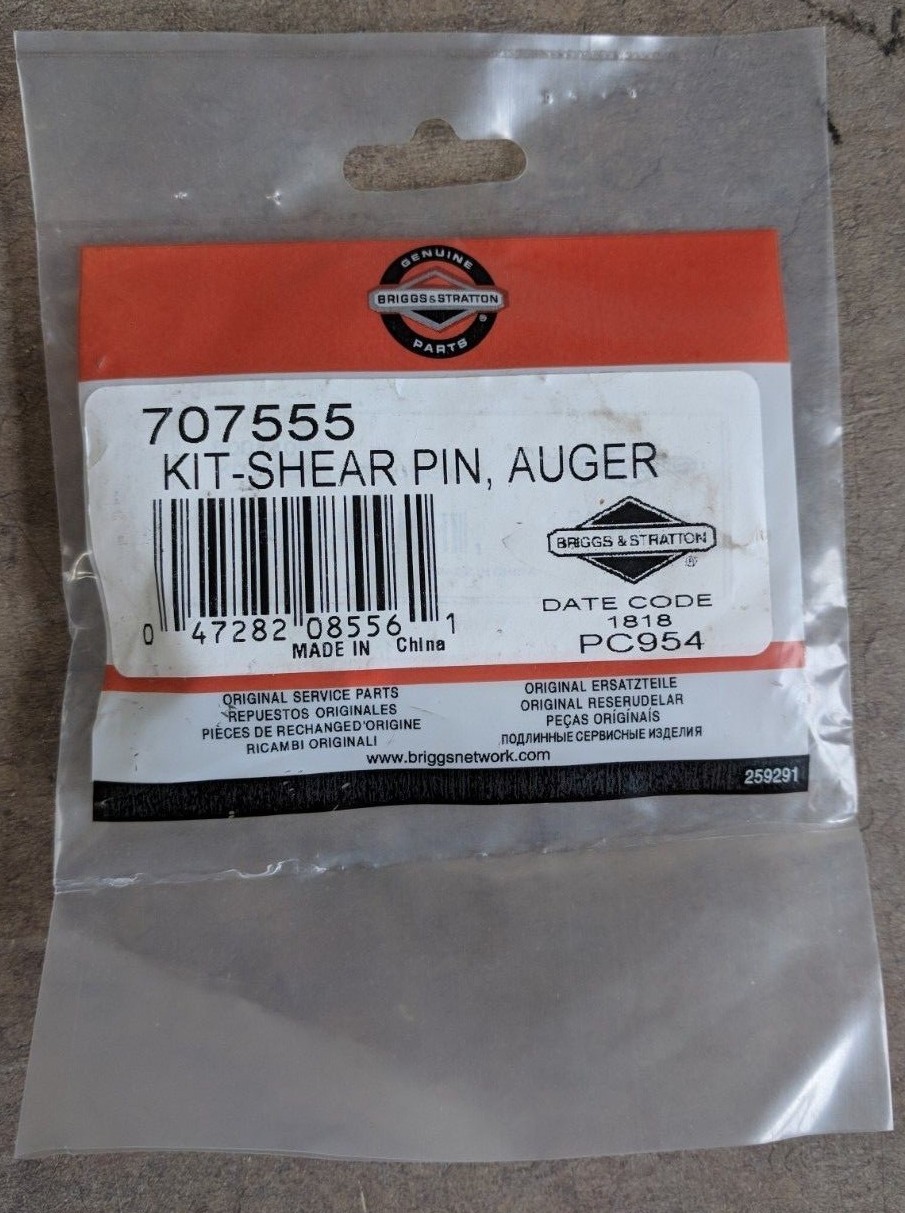 GENUINE
BRIGGS&STRATTON
®
PARTS
707555
KIT-SHEAR PIN, AUGER
BRIGGS & STRATTON
®
DATE CODE
1818
PC954
0 47282 08556 1
MADE IN China
ORIGINAL SERVICE PARTS
REPUESTOS ORIGINALES
PIÈCES DE RECHANGED'ORIGINE
RICAMBI ORIGINALI
ORIGINAL ERSATZTEILE
ORIGINAL RESERUDELAR
PEÇAS ORIGINAIS
ПОДЛИННЫЕ СЕРВИСНЫЕ ИЗДЕЛИЯ
www.briggsnetwork.com
259291